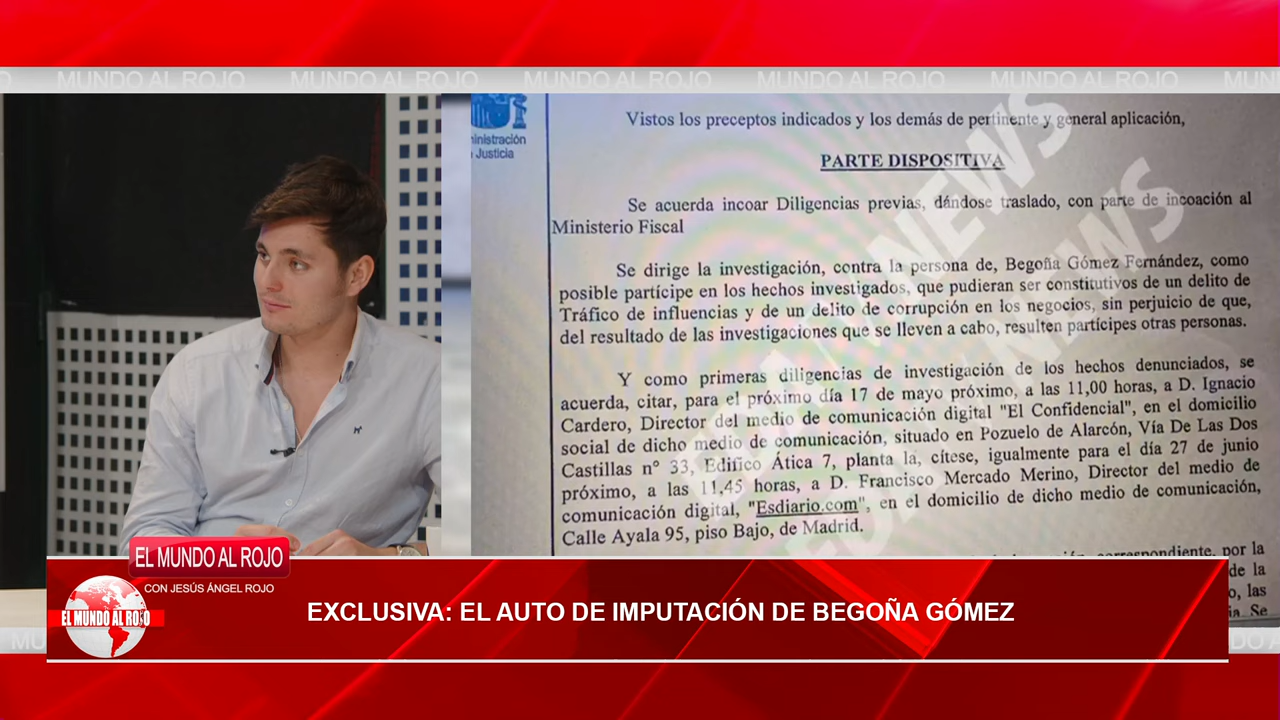 MUNDO AL ROJO MUNDO AL ROJO MUNDO AL ROJO MUNDO AL ROJO MUNDO AL ROJO
Justicia
Vistos los preceptos indicados y los demás de pertinente y general aplicación,
PARTE DISPOSITIVA
Se acuerda incoar Diligencias previas, dándose traslado, con parte de incoación al
Ministerio Fiscal
Se dirige la investigación, contra la persona de, Begoña Gómez Fernández, como
posible partícipe en los hechos investigados, que pudieran ser constitutivos de un delito de
Tráfico de influencias y de un delito de corrupción en los negocios, sin perjuicio de que,
del resultado de las investigaciones que se lleven a cabo, resulten partícipes otras personas.
Y como primeras diligencias de investigación de los hechos denunciados, se
acuerda, citar, para el próximo día 17 de mayo próximo, a las 11,00 horas, a D. Ignacio
Cardero, Director del medio de comunicación digital "El Confidencial", en el domicilio
social de dicho medio de comunicación, situado en Pozuelo de Alarcón, Vía De Las Dos
Castillas nº 33, Edifico Ática 7, planta 1a, cítese, igualmente para el día 27 de junio
próximo, a las 11,45 horas, a D. Francisco Mercado Merino, Director del medio de
comunicación digital, "Esdiario.com", en el domicilio de dicho medio de comunicación,
Calle Ayala 95, piso Bajo, de Madrid.
correspondiente, por la
de la
las
Se
NEWS
NEWS
NEWS
EL MUNDO AL ROJO
CON JESÚS ÁNGEL ROJO
EL MUNDO AL ROJO
EXCLUSIVA: EL AUTO DE IMPUTACIÓN DE BEGOÑA GÓMEZ